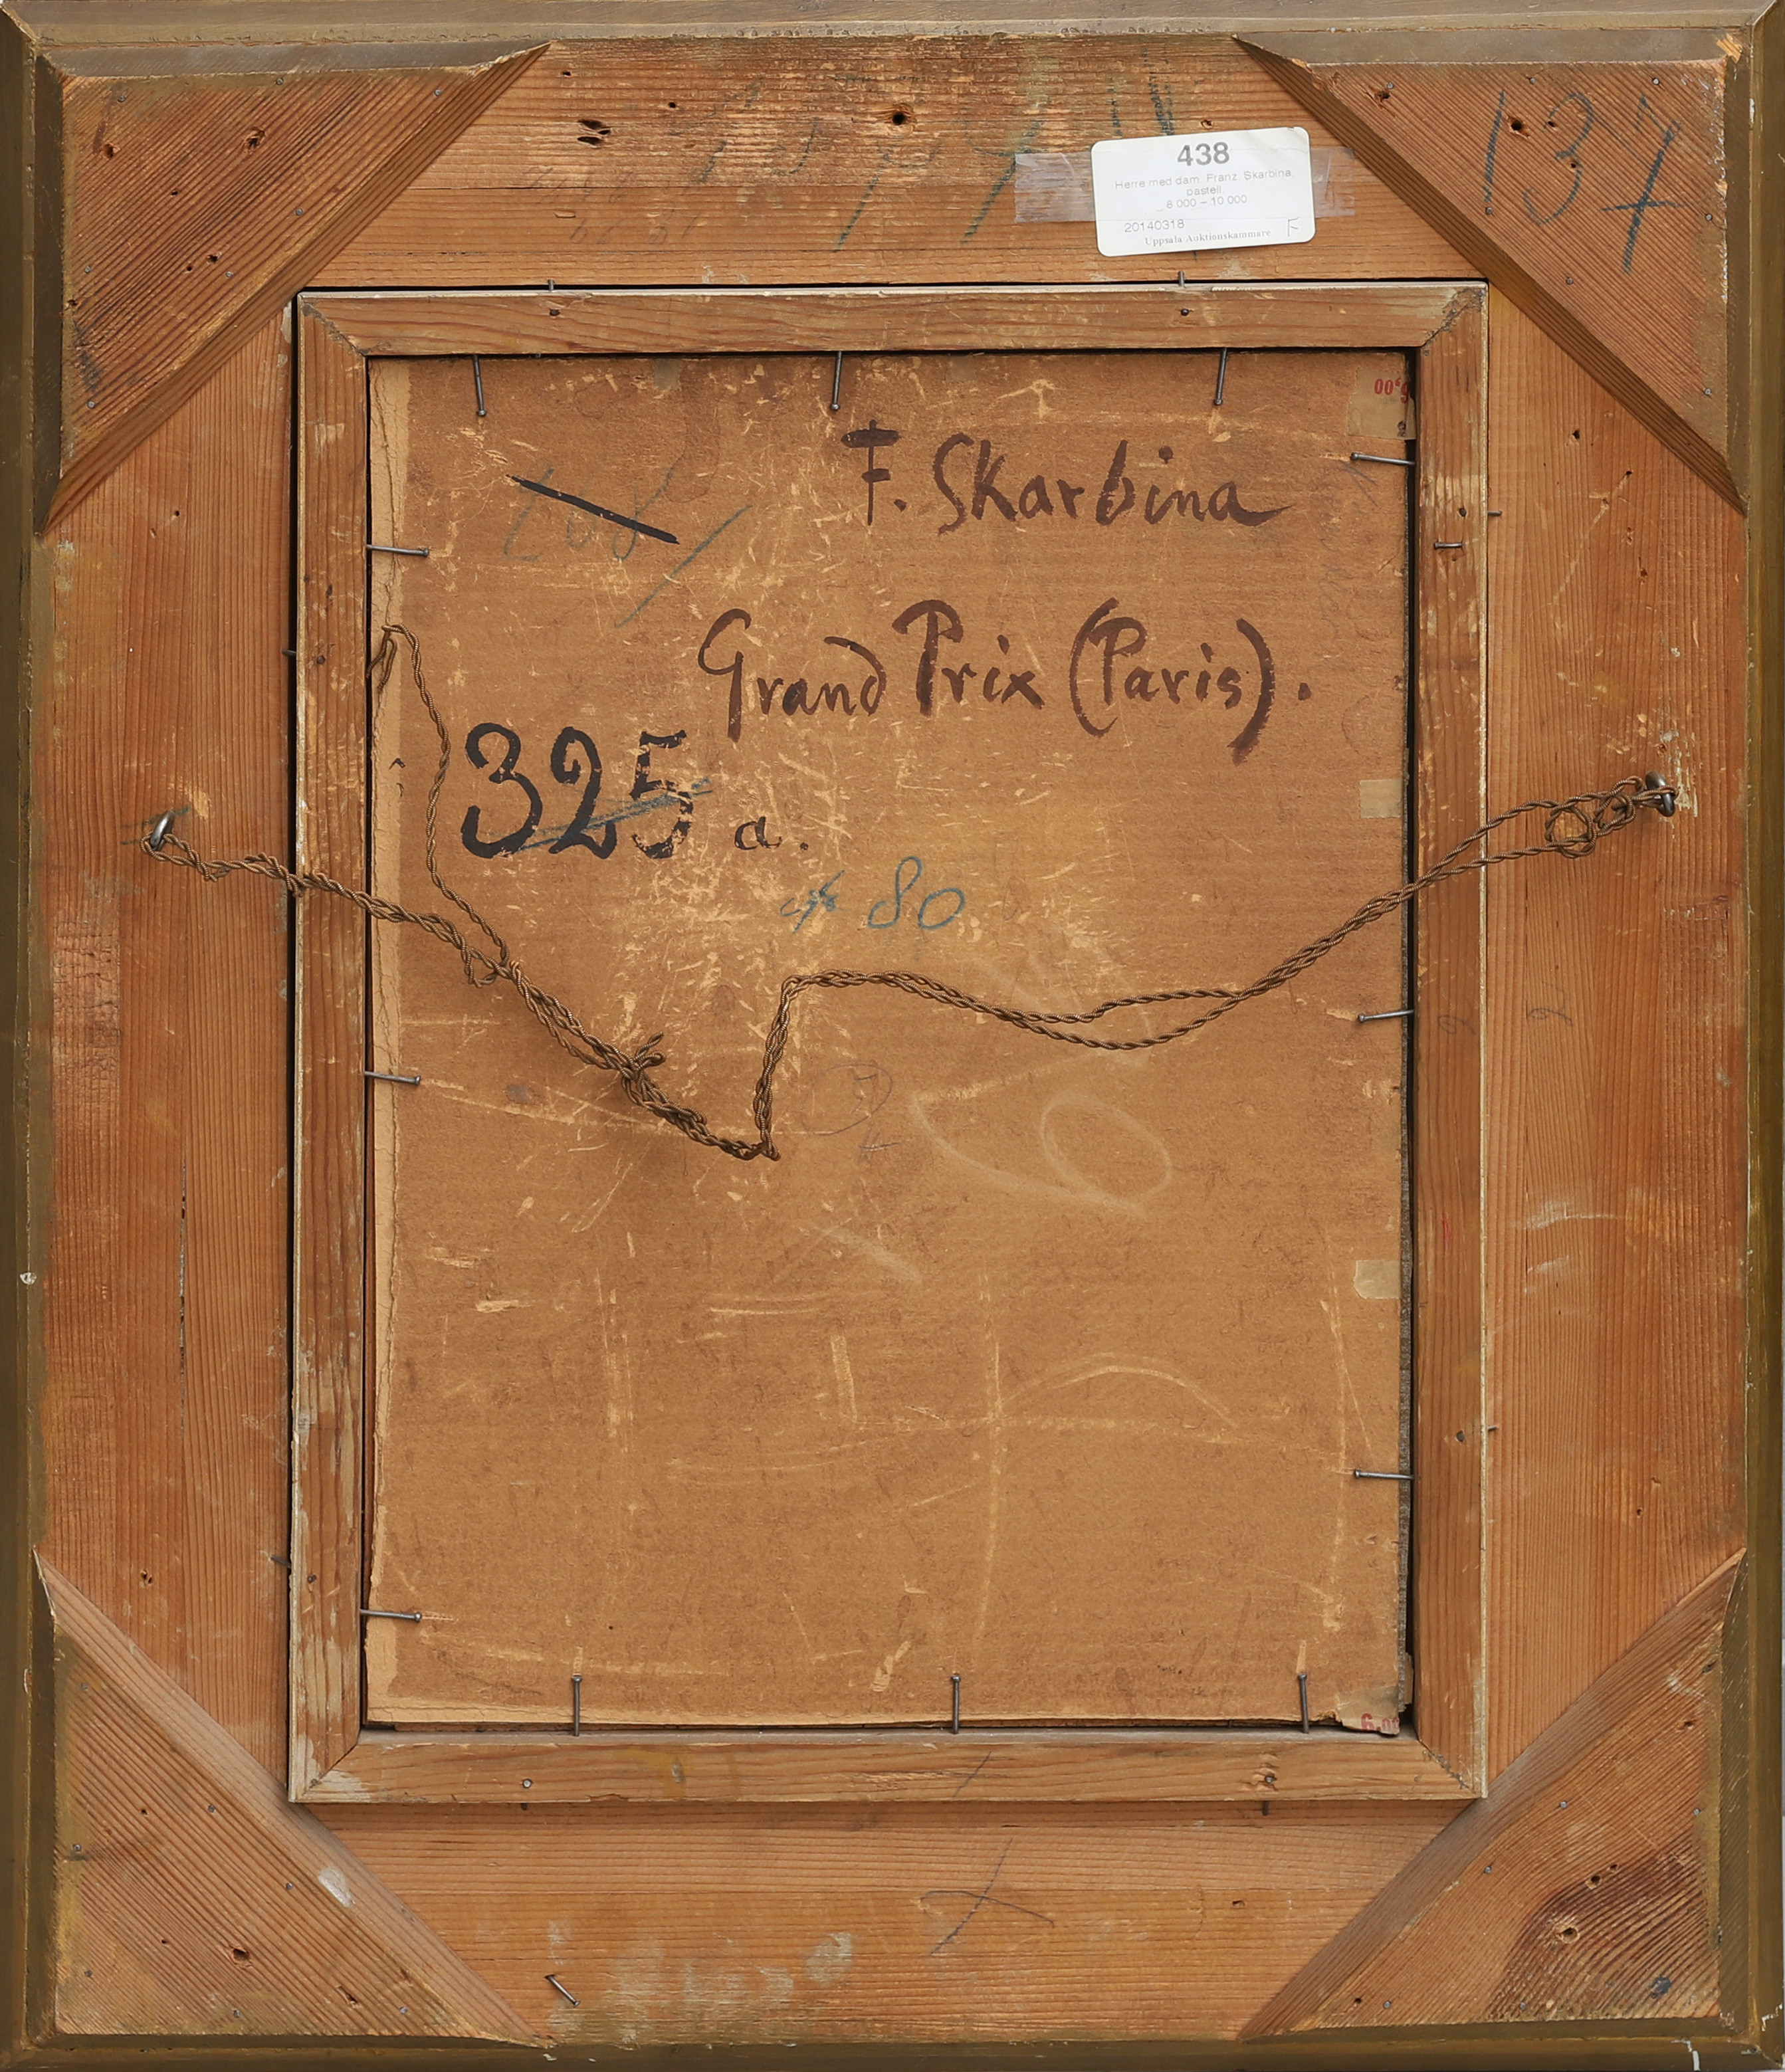 137
438
Herre med dam, Franz. Skarbina,
pastell,
8 000 – 10 000
20140318 F
Uppsala Auktionskammare
F. Skarbina
Grand Prix (Paris).
325 a.
80